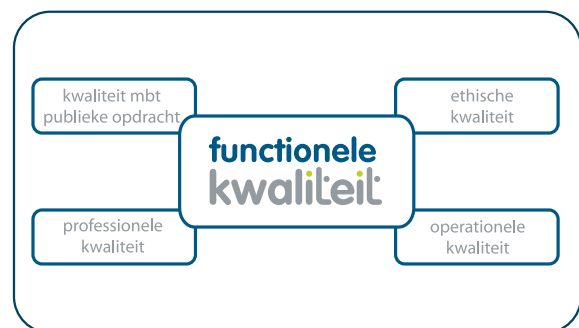 kwaliteit mbt
publieke opdracht
ethische
kwaliteit
functionele
kwaliteit
professionele
kwaliteit
operationele
kwaliteit